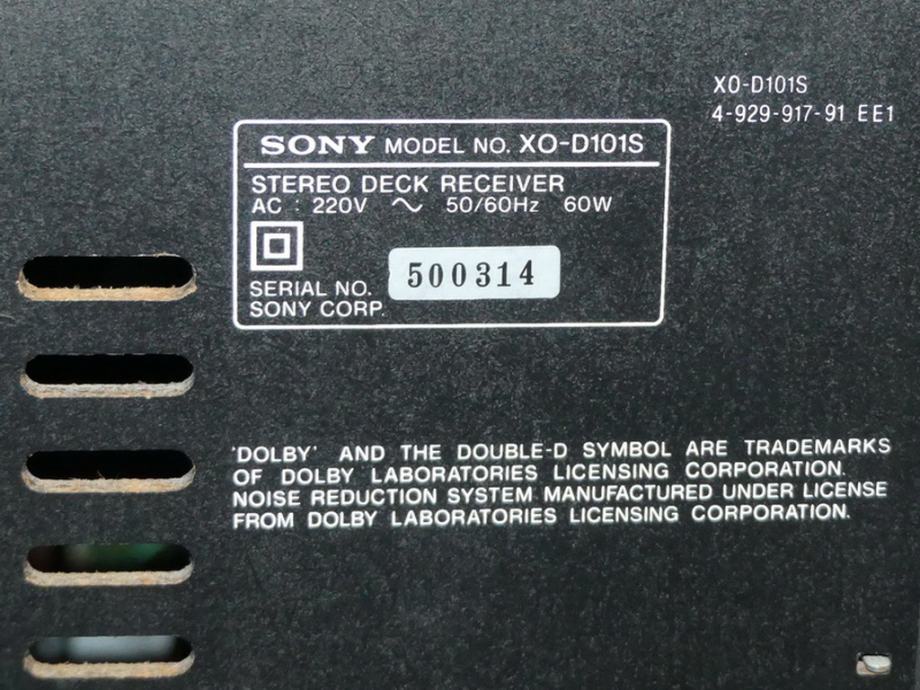 XO-D101S
4-929-917-91 EE1
SONY MODEL NO. XO-D101S
STEREO DECK RECEIVER
AC : 220V ～ 50/60Hz 60W
SERIAL NO. 500314
SONY CORP.
'DOLBY' AND THE DOUBLE-D SYMBOL ARE TRADEMARKS
OF DOLBY LABORATORIES LICENSING CORPORATION.
NOISE REDUCTION SYSTEM MANUFACTURED UNDER LICENSE
FROM DOLBY LABORATORIES LICENSING CORPORATION.